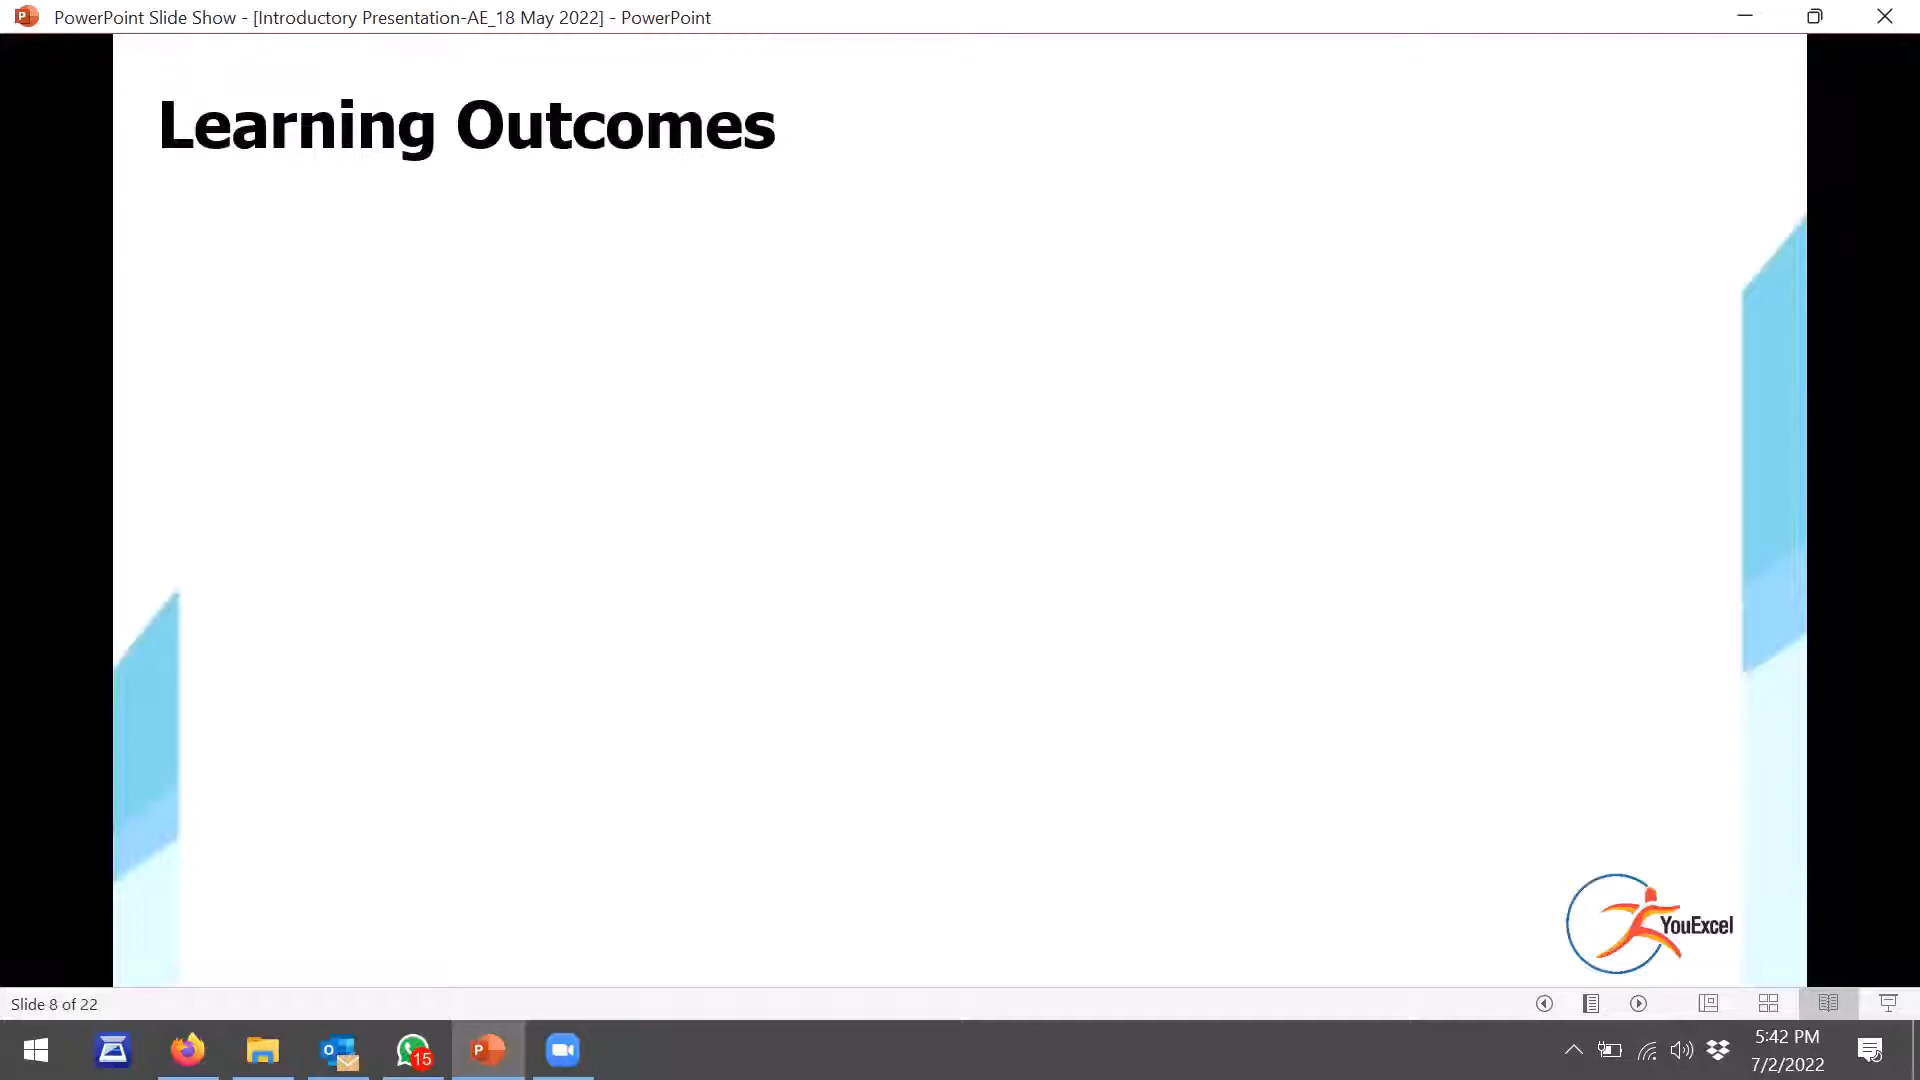 PowerPoint Slide Show - [Introductory Presentation-AE_18 May 2022] - PowerPoint
Learning Outcomes
YouExcel
Slide 8 of 22
15
5:42 PM
7/2/2022